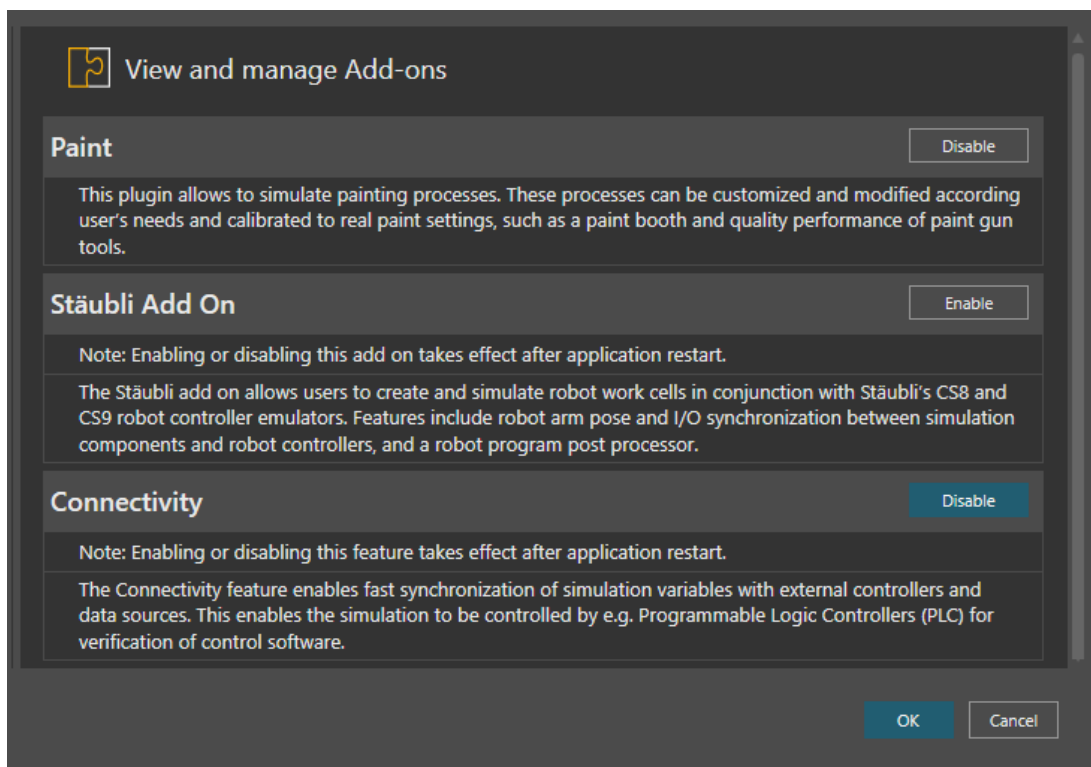 View and manage Add-ons
Paint
Disable
This plugin allows to simulate painting processes. These processes can be customized and modified according
user's needs and calibrated to real paint settings, such as a paint booth and quality performance of paint gun
tools.
Stäubli Add On
Enable
Note: Enabling or disabling this add on takes effect after application restart.
The Stäubli add on allows users to create and simulate robot work cells in conjunction with Stäubli's CS8 and
CS9 robot controller emulators. Features include robot arm pose and I/O synchronization between simulation
components and robot controllers, and a robot program post processor.
Connectivity
Disable
Note: Enabling or disabling this feature takes effect after application restart.
The Connectivity feature enables fast synchronization of simulation variables with external controllers and
data sources. This enables the simulation to be controlled by e.g. Programmable Logic Controllers (PLC) for
verification of control software.
OK
Cancel